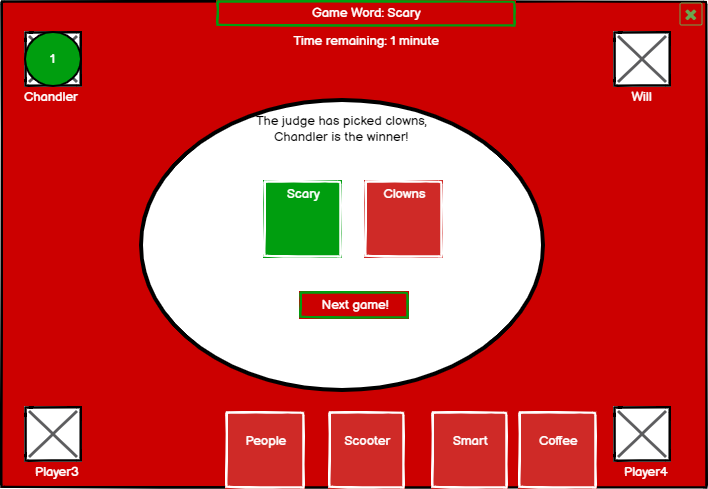 Game Word: Scary
Time remaining: 1 minute
1
Chandler
Will
The judge has picked clowns,
Chandler is the winner!
Scary
Clowns
Next game!
People
Scooter
Smart
Coffee
Player3
Player4